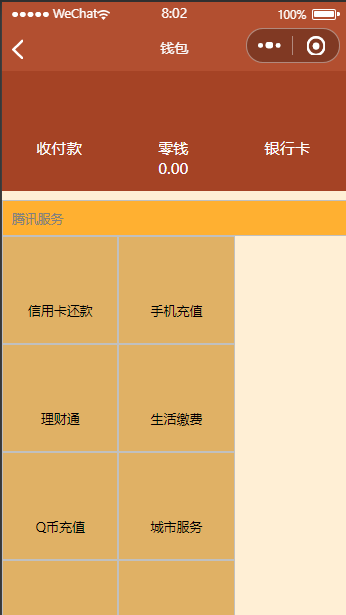 WeChat 8:02 100%
钱包
收付款 零钱 银行卡
0.00
腾讯服务
信用卡还款 手机充值
理财通 生活缴费
Q币充值 城市服务